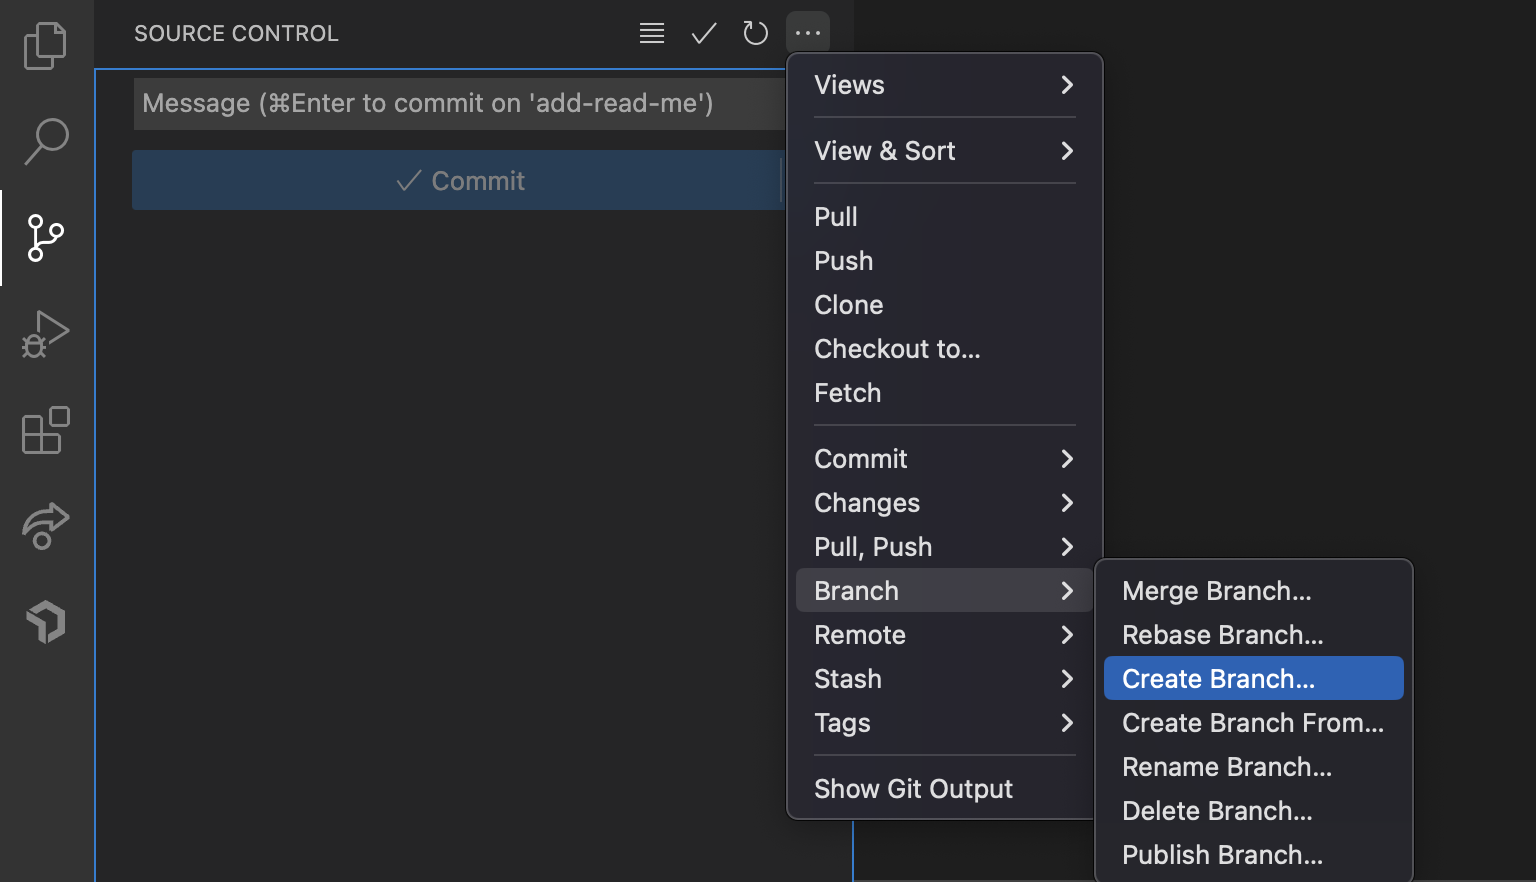 SOURCE CONTROL
Message (⌘Enter to commit on 'add-read-me')
Commit
Views
View & Sort
Pull
Push
Clone
Checkout to...
Fetch
Commit
Changes
Pull, Push
Branch
Remote
Stash
Tags
Show Git Output
Merge Branch...
Rebase Branch...
Create Branch...
Create Branch From...
Rename Branch...
Delete Branch...
Publish Branch...